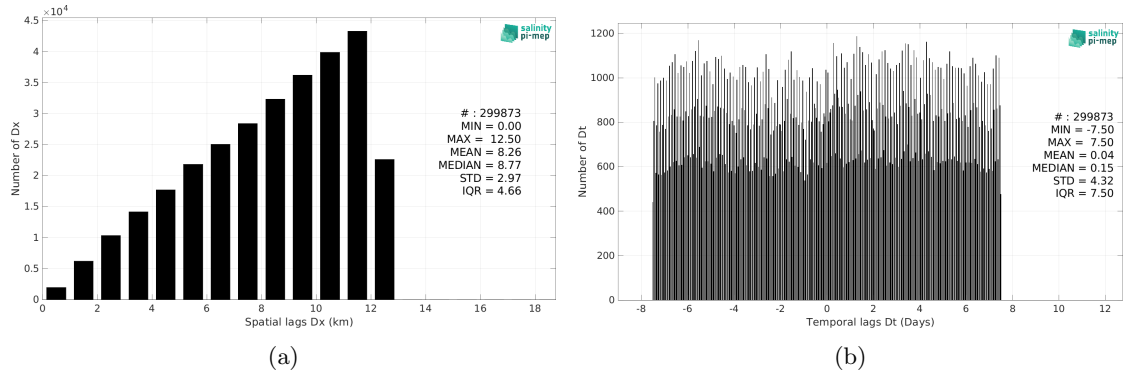 ×10⁴
4.5
4
3.5
3
2.5
2
1.5
1
0.5
0
Number of Dx
salinity
pi-mep
# : 299873
MIN = 0.00
MAX = 12.50
MEAN = 8.26
MEDIAN = 8.77
STD = 2.97
IQR = 4.66
0 2 4 6 8 10 12 14 16 18
Spatial lags Dx (km)
(a)
1200
1000
800
600
400
200
0
Number of Dt
salinity
pi-mep
# : 299873
MIN = -7.50
MAX = 7.50
MEAN = 0.04
MEDIAN = 0.15
STD = 4.32
IQR = 7.50
-8 -6 -4 -2 0 2 4 6 8 10 12
Temporal lags Dt (Days)
(b)